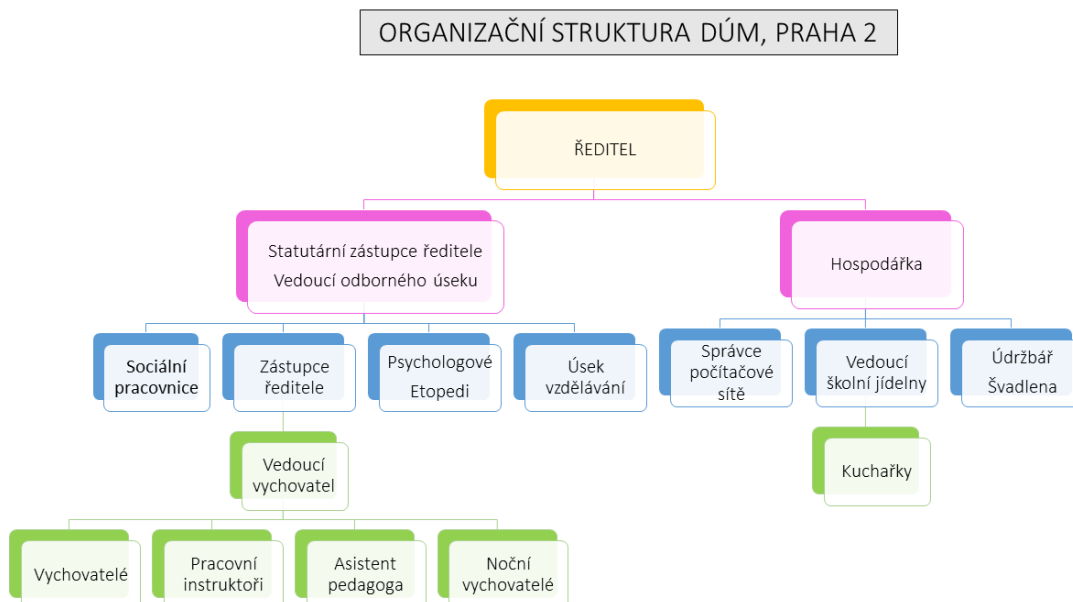 ORGANIZAČNÍ STRUKTURA DŮM, PRAHA 2
ŘEDITEL
Statutární zástupce ředitele
Vedoucí odborného úseku
Hospodářka
Sociální
pracovnice
Zástupce
ředitele
Psychologové
Etopedi
Úsek
vzdělávání
Správce
počítačové
sítě
Vedoucí
školní jídelny
Údržbář
Švadlena
Vedoucí
vychovatel
Kuchařky
Vychovatelé
Pracovní
instruktoři
Asistent
pedagoga
Noční
vychovatelé